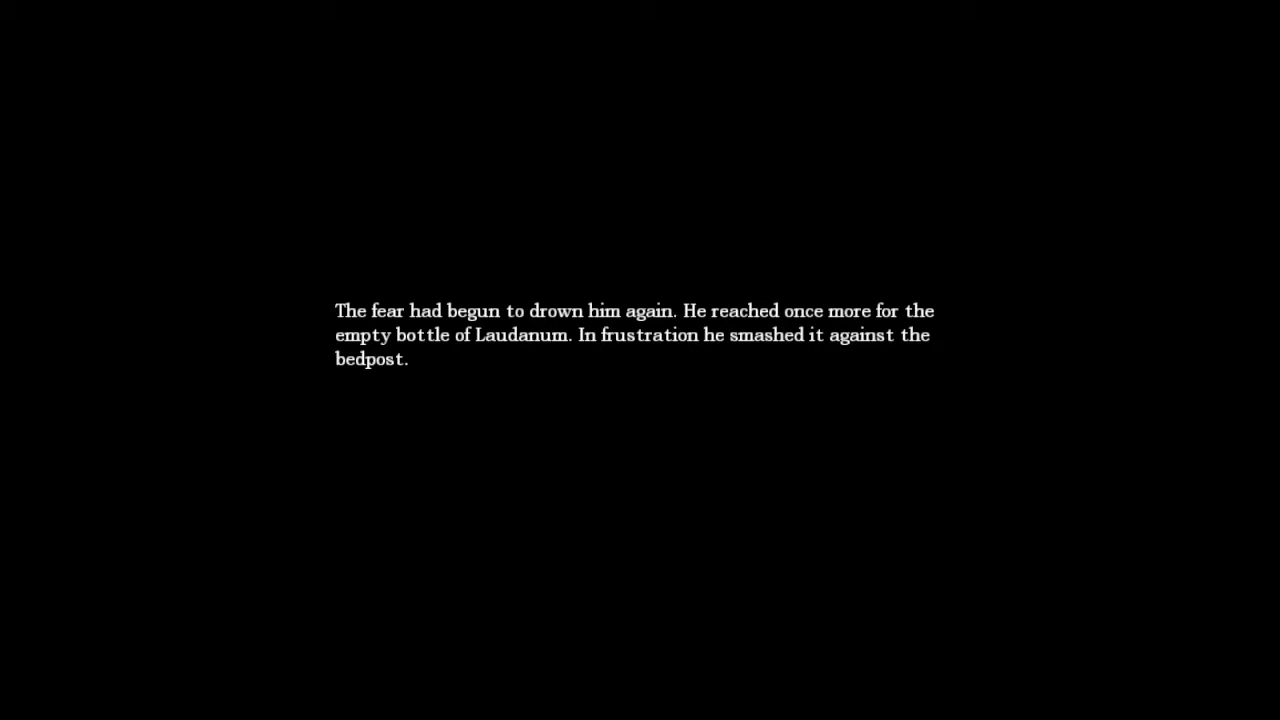 The fear had begun to drown him again. He reached once more for the
empty bottle of Laudanum. In frustration he smashed it against the
bedpost.